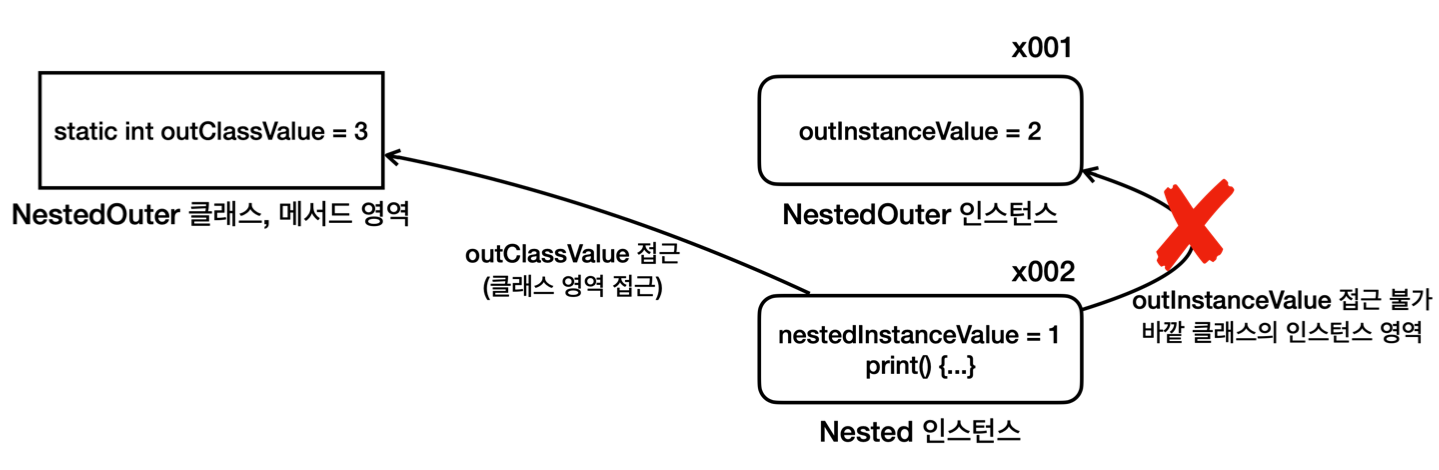 static int outClassValue = 3
NestedOuter 클래스, 메서드 영역
x001
outInstanceValue = 2
NestedOuter 인스턴스
outClassValue 접근
(클래스 영역 접근)
x002
nestedInstanceValue = 1
print() {...}
Nested 인스턴스
outInstanceValue 접근 불가
바깥 클래스의 인스턴스 영역